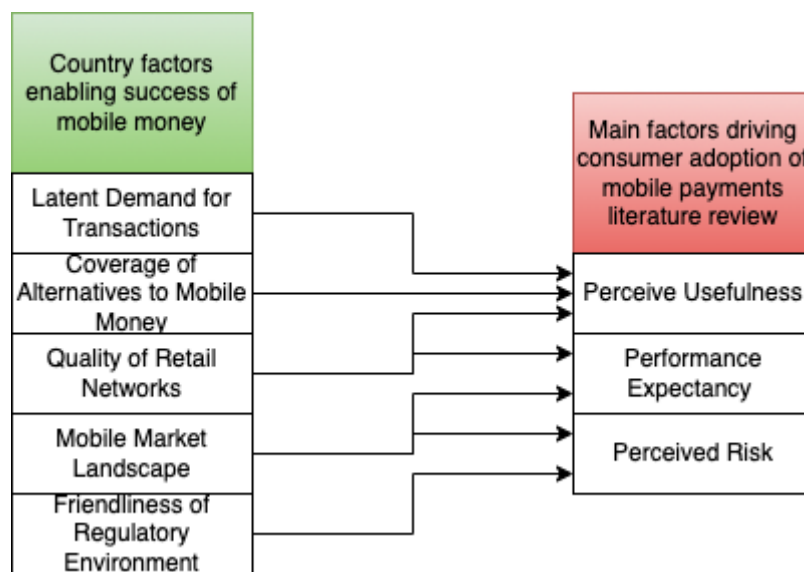 Country factors
enabling success of
mobile money
Latent Demand for
Transactions
Coverage of
Alternatives to Mobile
Money
Quality of Retail
Networks
Mobile Market
Landscape
Friendliness of
Regulatory
Environment
Main factors driving
consumer adoption of
mobile payments
literature review
Perceive Usefulness
Performance
Expectancy
Perceived Risk